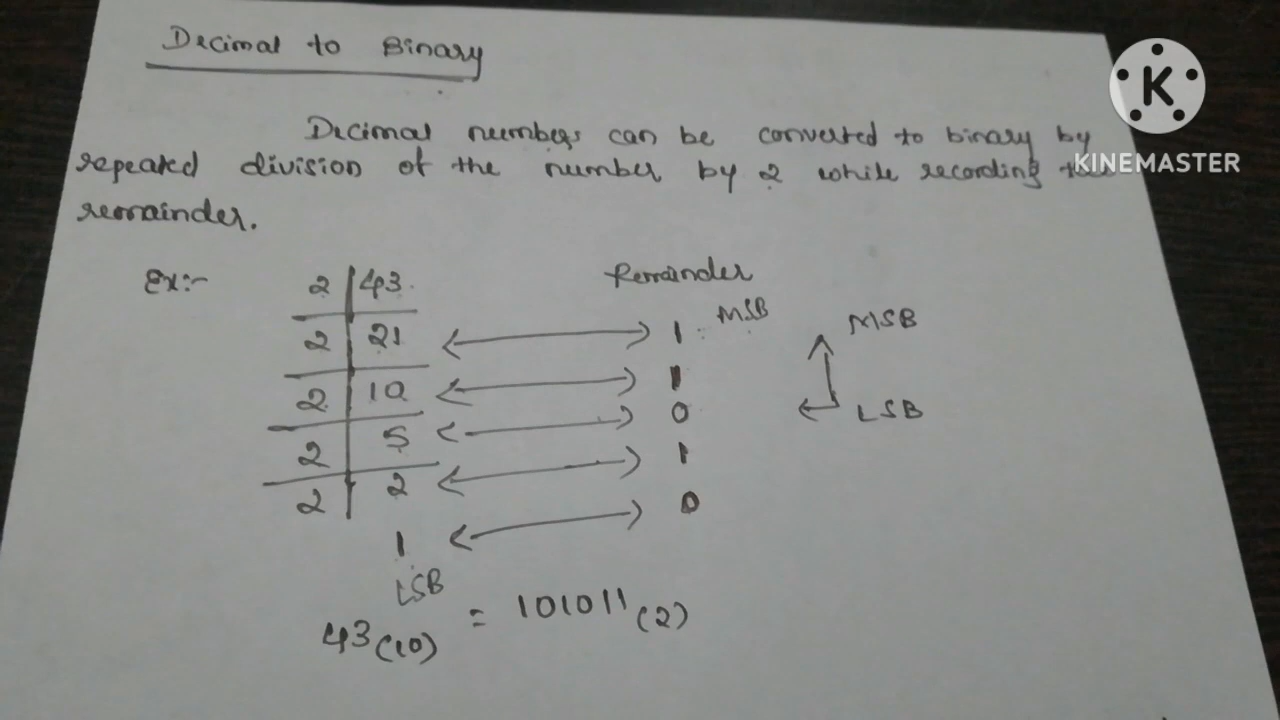 Decimal to Binary
Decimal numbers can be converted to binary by
repeated division of the number by 2 while recording the
remainder.
K
KINEMASTER
Ex:- 2 | 43 Remainder
2 | 21 1 MSB MSB
2 | 10 1
2 | 5 0 LSB
2 | 2 1
1 0
LSB
43(10) = 101011(2)